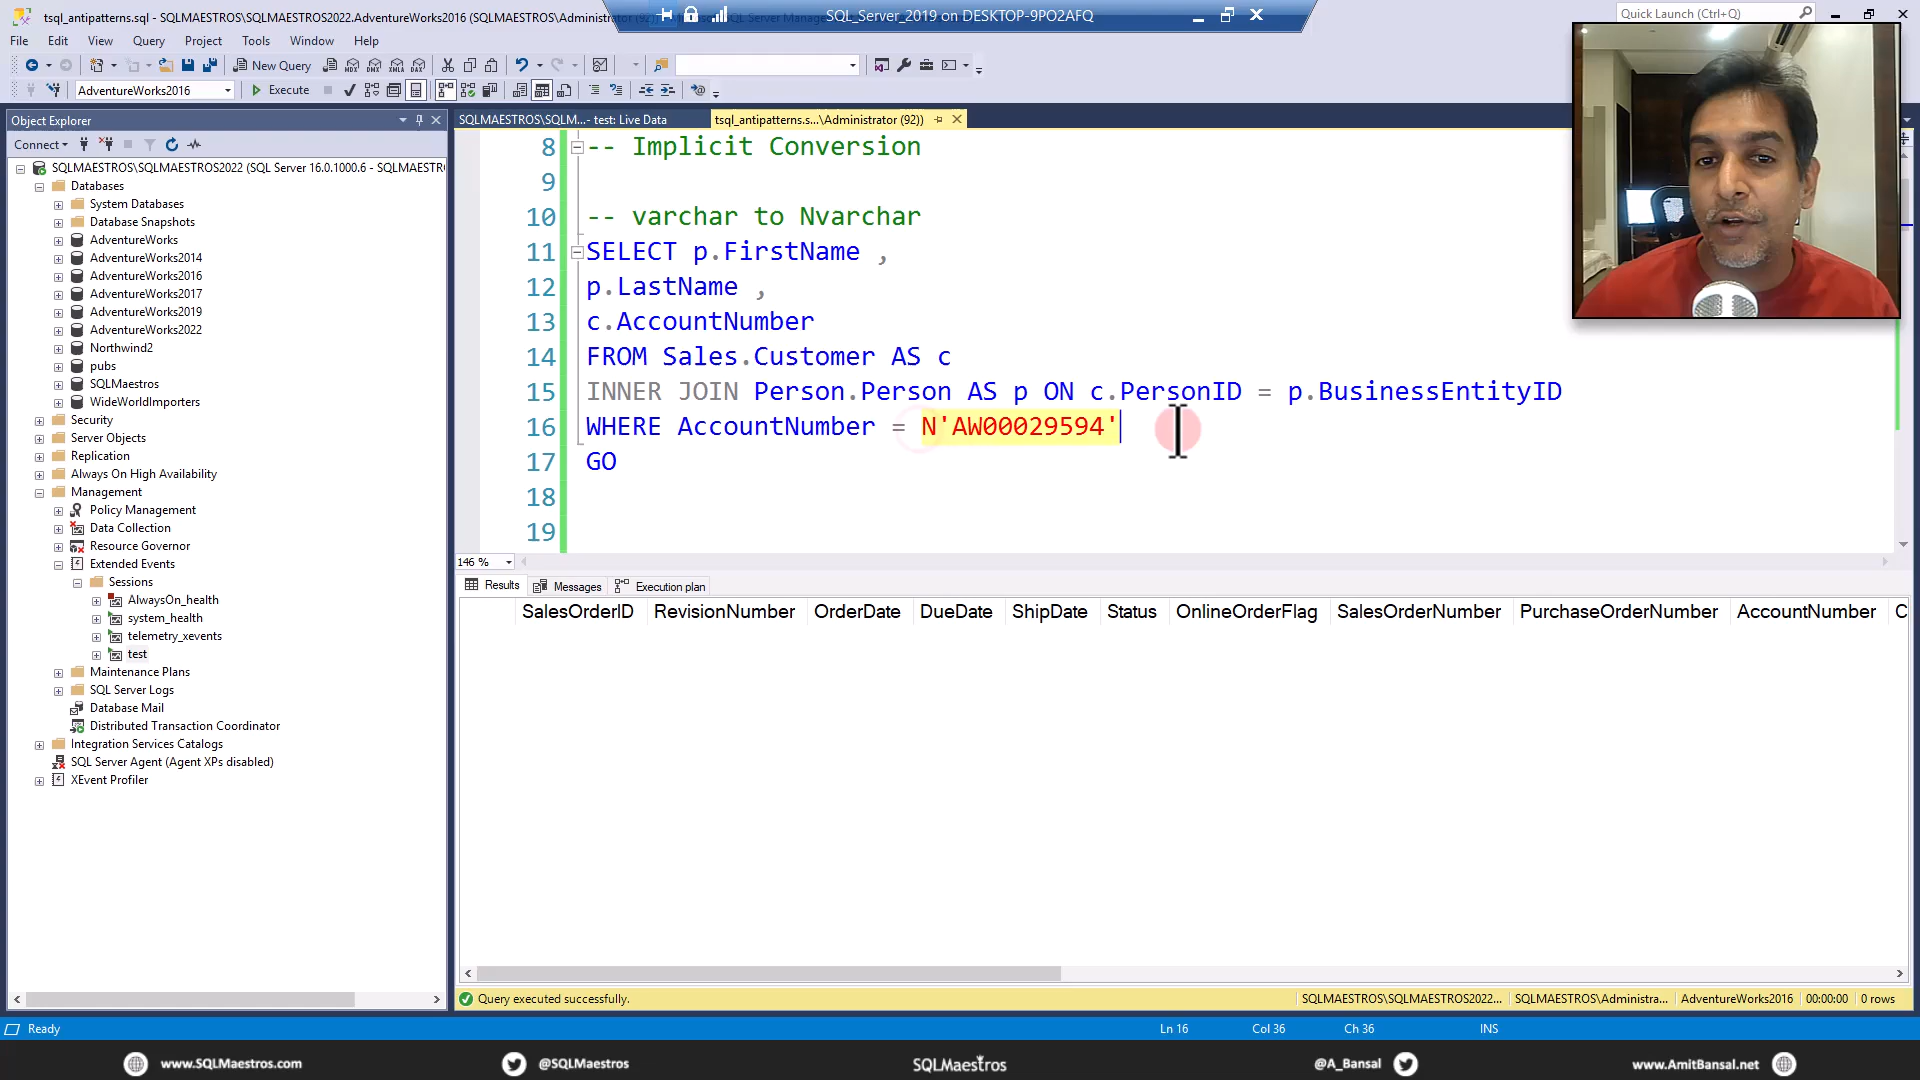 tsql_antipatterns.sql - SQLMAESTROS\SQLMAESTROS2022.AdventureWorks2016 (SQLMAESTROS\Administrator (92))
SQL_Server_2019 on DESKTOP-9PO2AFQ
Quick Launch (Ctrl+Q)
File Edit View Query Project Tools Window Help
New Query
AdventureWorks2016
Execute
Object Explorer
Connect
SQLMAESTROS\SQLMAESTROS2022 (SQL Server 16.0.1000.6 - SQLMAESTR
Databases
System Databases
Database Snapshots
AdventureWorks
AdventureWorks2014
AdventureWorks2016
AdventureWorks2017
AdventureWorks2019
AdventureWorks2022
Northwind2
pubs
SQLMaestros
WideWorldImporters
Security
Server Objects
Replication
Always On High Availability
Management
Policy Management
Data Collection
Resource Governor
Extended Events
Sessions
AlwaysOn_health
system_health
telemetry_xevents
test
Maintenance Plans
SQL Server Logs
Database Mail
Distributed Transaction Coordinator
Integration Services Catalogs
SQL Server Agent (Agent XPs disabled)
XEvent Profiler
SQLMAESTROS\SQLM...- test: Live Data
tsql_antipatterns.s...\Administrator (92))
8 -- Implicit Conversion
9
10 -- varchar to Nvarchar
11 SELECT p.FirstName ,
12 p.LastName ,
13 c.AccountNumber
14 FROM Sales.Customer AS c
15 INNER JOIN Person.Person AS p ON c.PersonID = p.BusinessEntityID
16 WHERE AccountNumber = N'AW00029594'
17 GO
18
19
146 %
Results Messages Execution plan
SalesOrderID RevisionNumber OrderDate DueDate ShipDate Status OnlineOrderFlag SalesOrderNumber PurchaseOrderNumber AccountNumber C
Query executed successfully. SQLMAESTROS\SQLMAESTROS2022... SQLMAESTROS\Administra... AdventureWorks2016 00:00:00 0 rows
Ready Ln 16 Col 36 Ch 36 INS
www.SQLMaestros.com @SQLMaestros SQLMaestros @A_Bansal www.AmitBansal.net